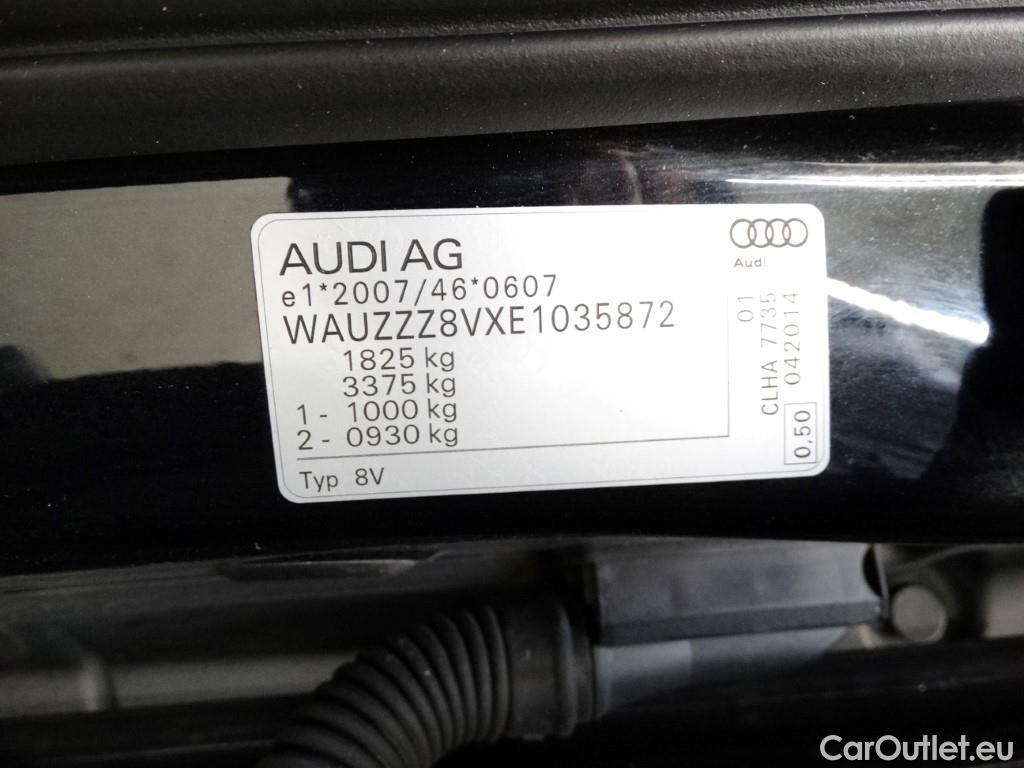 AUDI AG
e1*2007/46*0607
WAUZZZ8VXE1035872
1825 kg
3375 kg
1 - 1000 kg
2 - 0930 kg
Typ 8V
Audi
01
CLHA 7735
0,50 042014
CarOutlet.eu